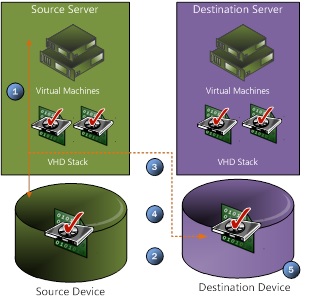 Source Server
Destination Server
1
Virtual Machines
Virtual Machines
VHD Stack
VHD Stack
3
4
2
5
Source Device
Destination Device